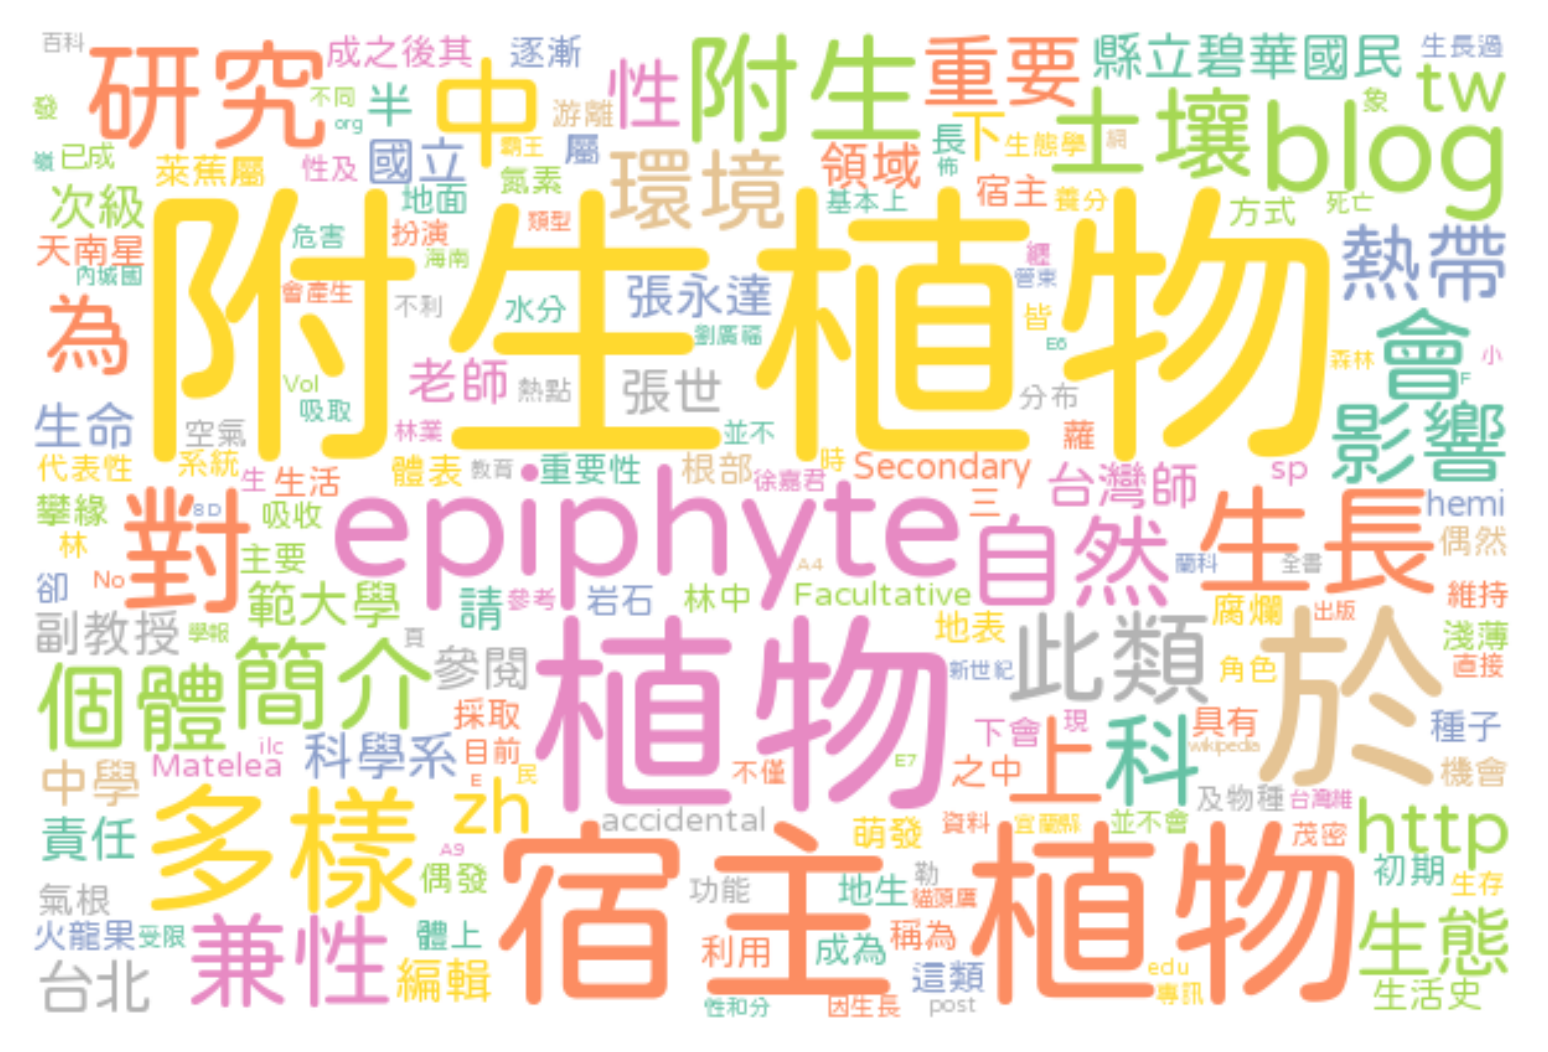 百科
研究
成之後其
逐漸
性
附生
重要
縣立碧華國民
生長過
tw
發
不同
org
半
中
游離
土壤
blog
象
已成
萊蕉屬
性及
國立
霸王
屬
環境
領域
長
下
生態學
網
佈
次級
地面
氮素
基本上
宿主
養分
方式
死亡
天南星
內城國
危害
扮演
海南
類型
附生植物
纏
管東
熱帶
會產生
不利
水分
張永達
劉廣福
皆
E6
為
Vol
吸取
老師
熱點
張世
分布
森林
會
小
F
生命
空氣
林業
並不
蘿
影響
代表性
系統
生
生活
體表
教育
重要性
根部
徐嘉君
時
Secondary
三
台灣師
sp
hemi
攀緣
林
對
8D
吸收
epiphyte
A4
自然
蘭科
生長
全書
偶然
卻
No
主要
範大學
請
參考
岩石
林中
Facultative
腐爛
出版
維持
副教授
學報
頁
地表
淺薄
直接
個體
簡介
參閱
植物
新世紀
此類
角色
於
採取
下會
現
上
科
具有
wikipedia
種子
中學
Matelea
ilc
科學系
目前
E
民
不僅
E7
之中
及物種
台灣維
機會
多樣
zh
accidental
萌發
資料
宜蘭縣
並不會
茂密
http
責任
A9
偶發
宿主植物
功能
地生
勒
貓頭鷹
初期
生存
氣根
火龍果
受限
兼性
體上
編輯
利用
成為
稱為
這類
edu
專訊
生態
台北
性和分
因生長
post
生活史